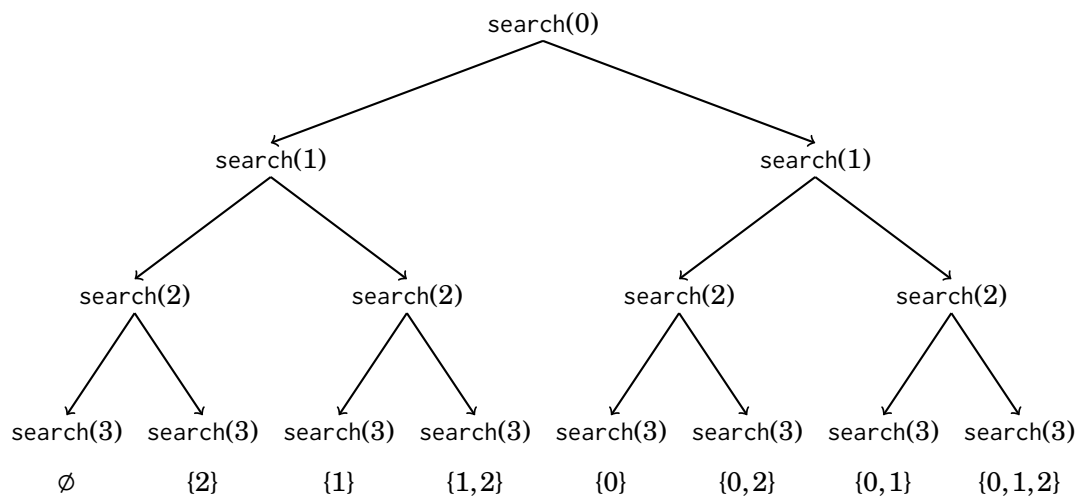 search(0)
search(1) search(1)
search(2) search(2) search(2) search(2)
search(3) search(3) search(3) search(3) search(3) search(3) search(3) search(3)
∅ {2} {1} {1,2} {0} {0,2} {0,1} {0,1,2}